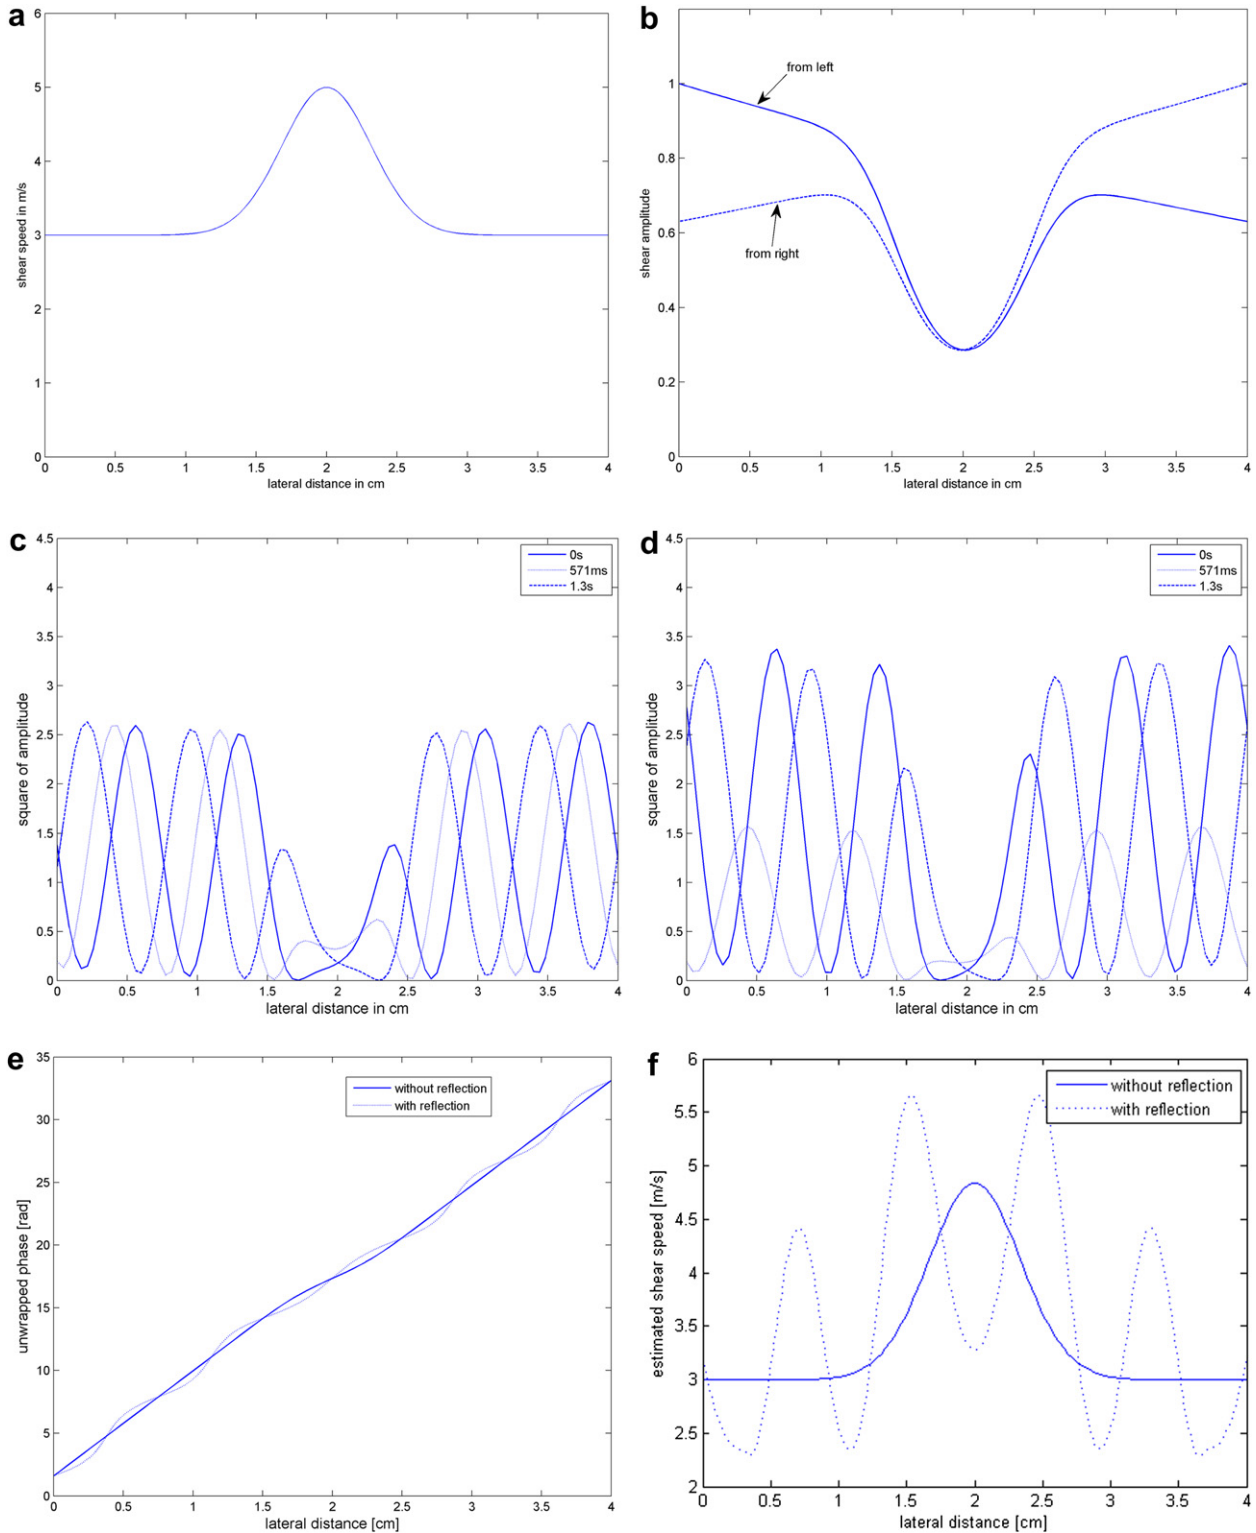 a
6
5
4
3
2
1
0
shear speed in m/s
0 0.5 1 1.5 2 2.5 3 3.5 4
lateral distance in cm
b
1
0.8
0.6
0.4
0.2
0
shear amplitude
from left
from right
0 0.5 1 1.5 2 2.5 3 3.5 4
lateral distance in cm
c
4.5
4
3.5
3
2.5
2
1.5
1
0.5
0
square of amplitude
0s
571ms
1.3s
0 0.5 1 1.5 2 2.5 3 3.5 4
lateral distance in cm
d
4.5
4
3.5
3
2.5
2
1.5
1
0.5
0
square of amplitude
0s
571ms
1.3s
0 0.5 1 1.5 2 2.5 3 3.5 4
lateral distance in cm
e
35
30
25
20
15
10
5
0
unwrapped phase [rad]
without reflection
with reflection
0 0.5 1 1.5 2 2.5 3 3.5 4
lateral distance [cm]
f
6
5.5
5
4.5
4
3.5
3
2.5
2
estimated shear speed [m/s]
without reflection
with reflection
0 0.5 1 1.5 2 2.5 3 3.5 4
lateral distance [cm]